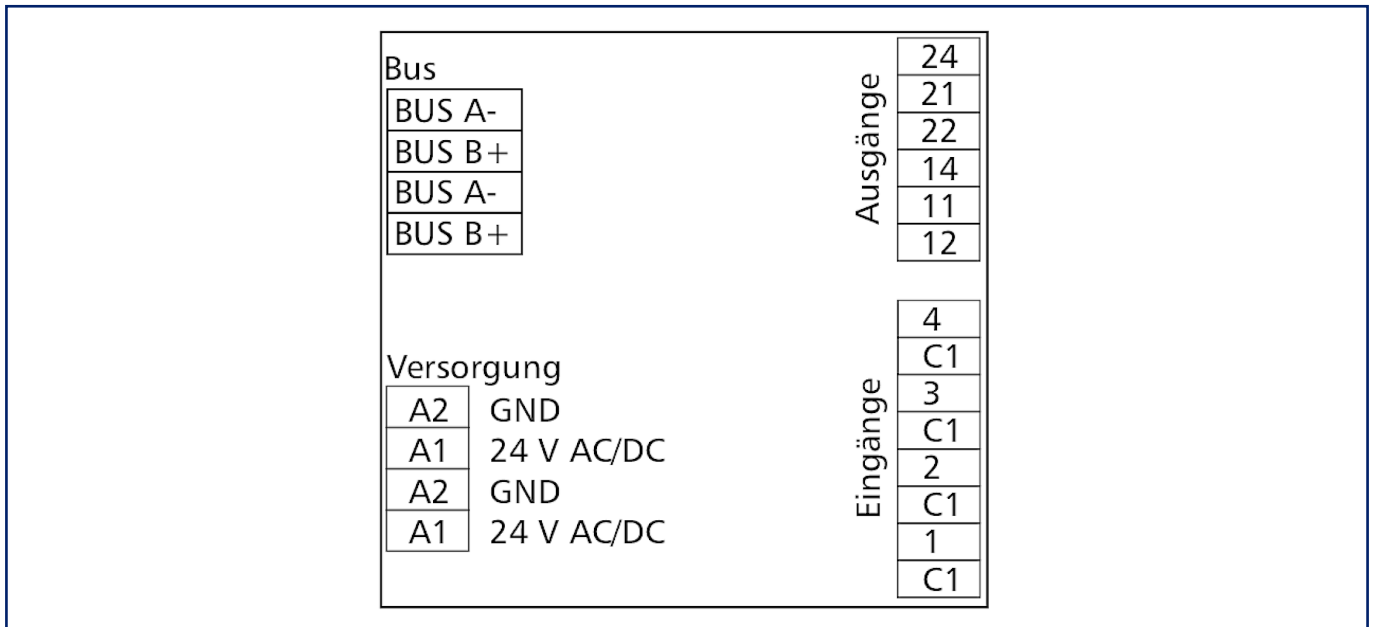 Bus
BUS A-
BUS B+
BUS A-
BUS B+
Versorgung
A2 GND
A1 24 V AC/DC
A2 GND
A1 24 V AC/DC
Ausgänge
24
21
22
14
11
12
Eingänge
4
C1
3
C1
2
C1
1
C1